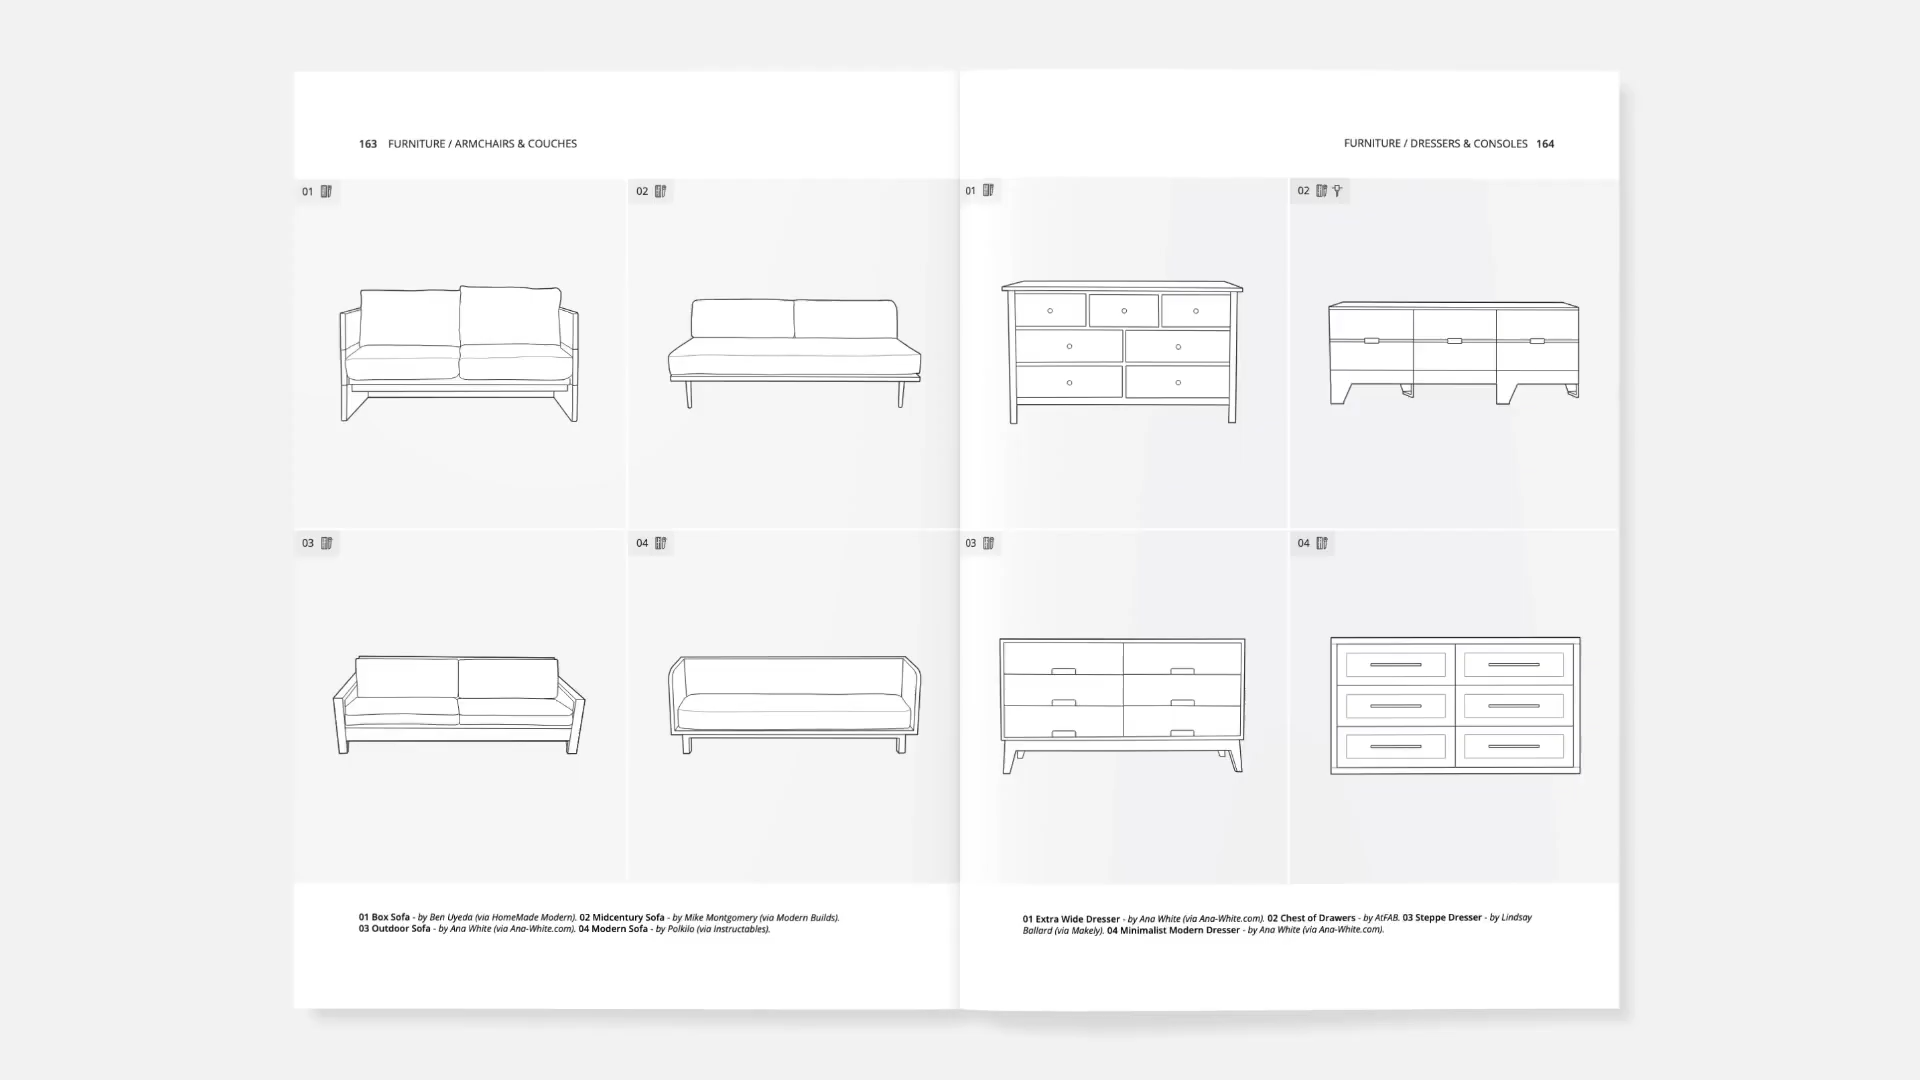 163 FURNITURE / ARMCHAIRS & COUCHES
01
02
03
04
01 Box Sofa - by Ben Uyeda (via HomeMade Modern). 02 Midcentury Sofa - by Mike Montgomery (via Modern Builds).
03 Outdoor Sofa - by Ana White (via Ana-White.com). 04 Modern Sofa - by Polkilo (via Instructables).
FURNITURE / DRESSERS & CONSOLES 164
01
02
03
04
01 Extra Wide Dresser - by Ana White (via Ana-White.com). 02 Chest of Drawers - by AtFAB. 03 Steppe Dresser - by Lindsay
Ballard (via Makely). 04 Minimalist Modern Dresser - by Ana White (via Ana-White.com).